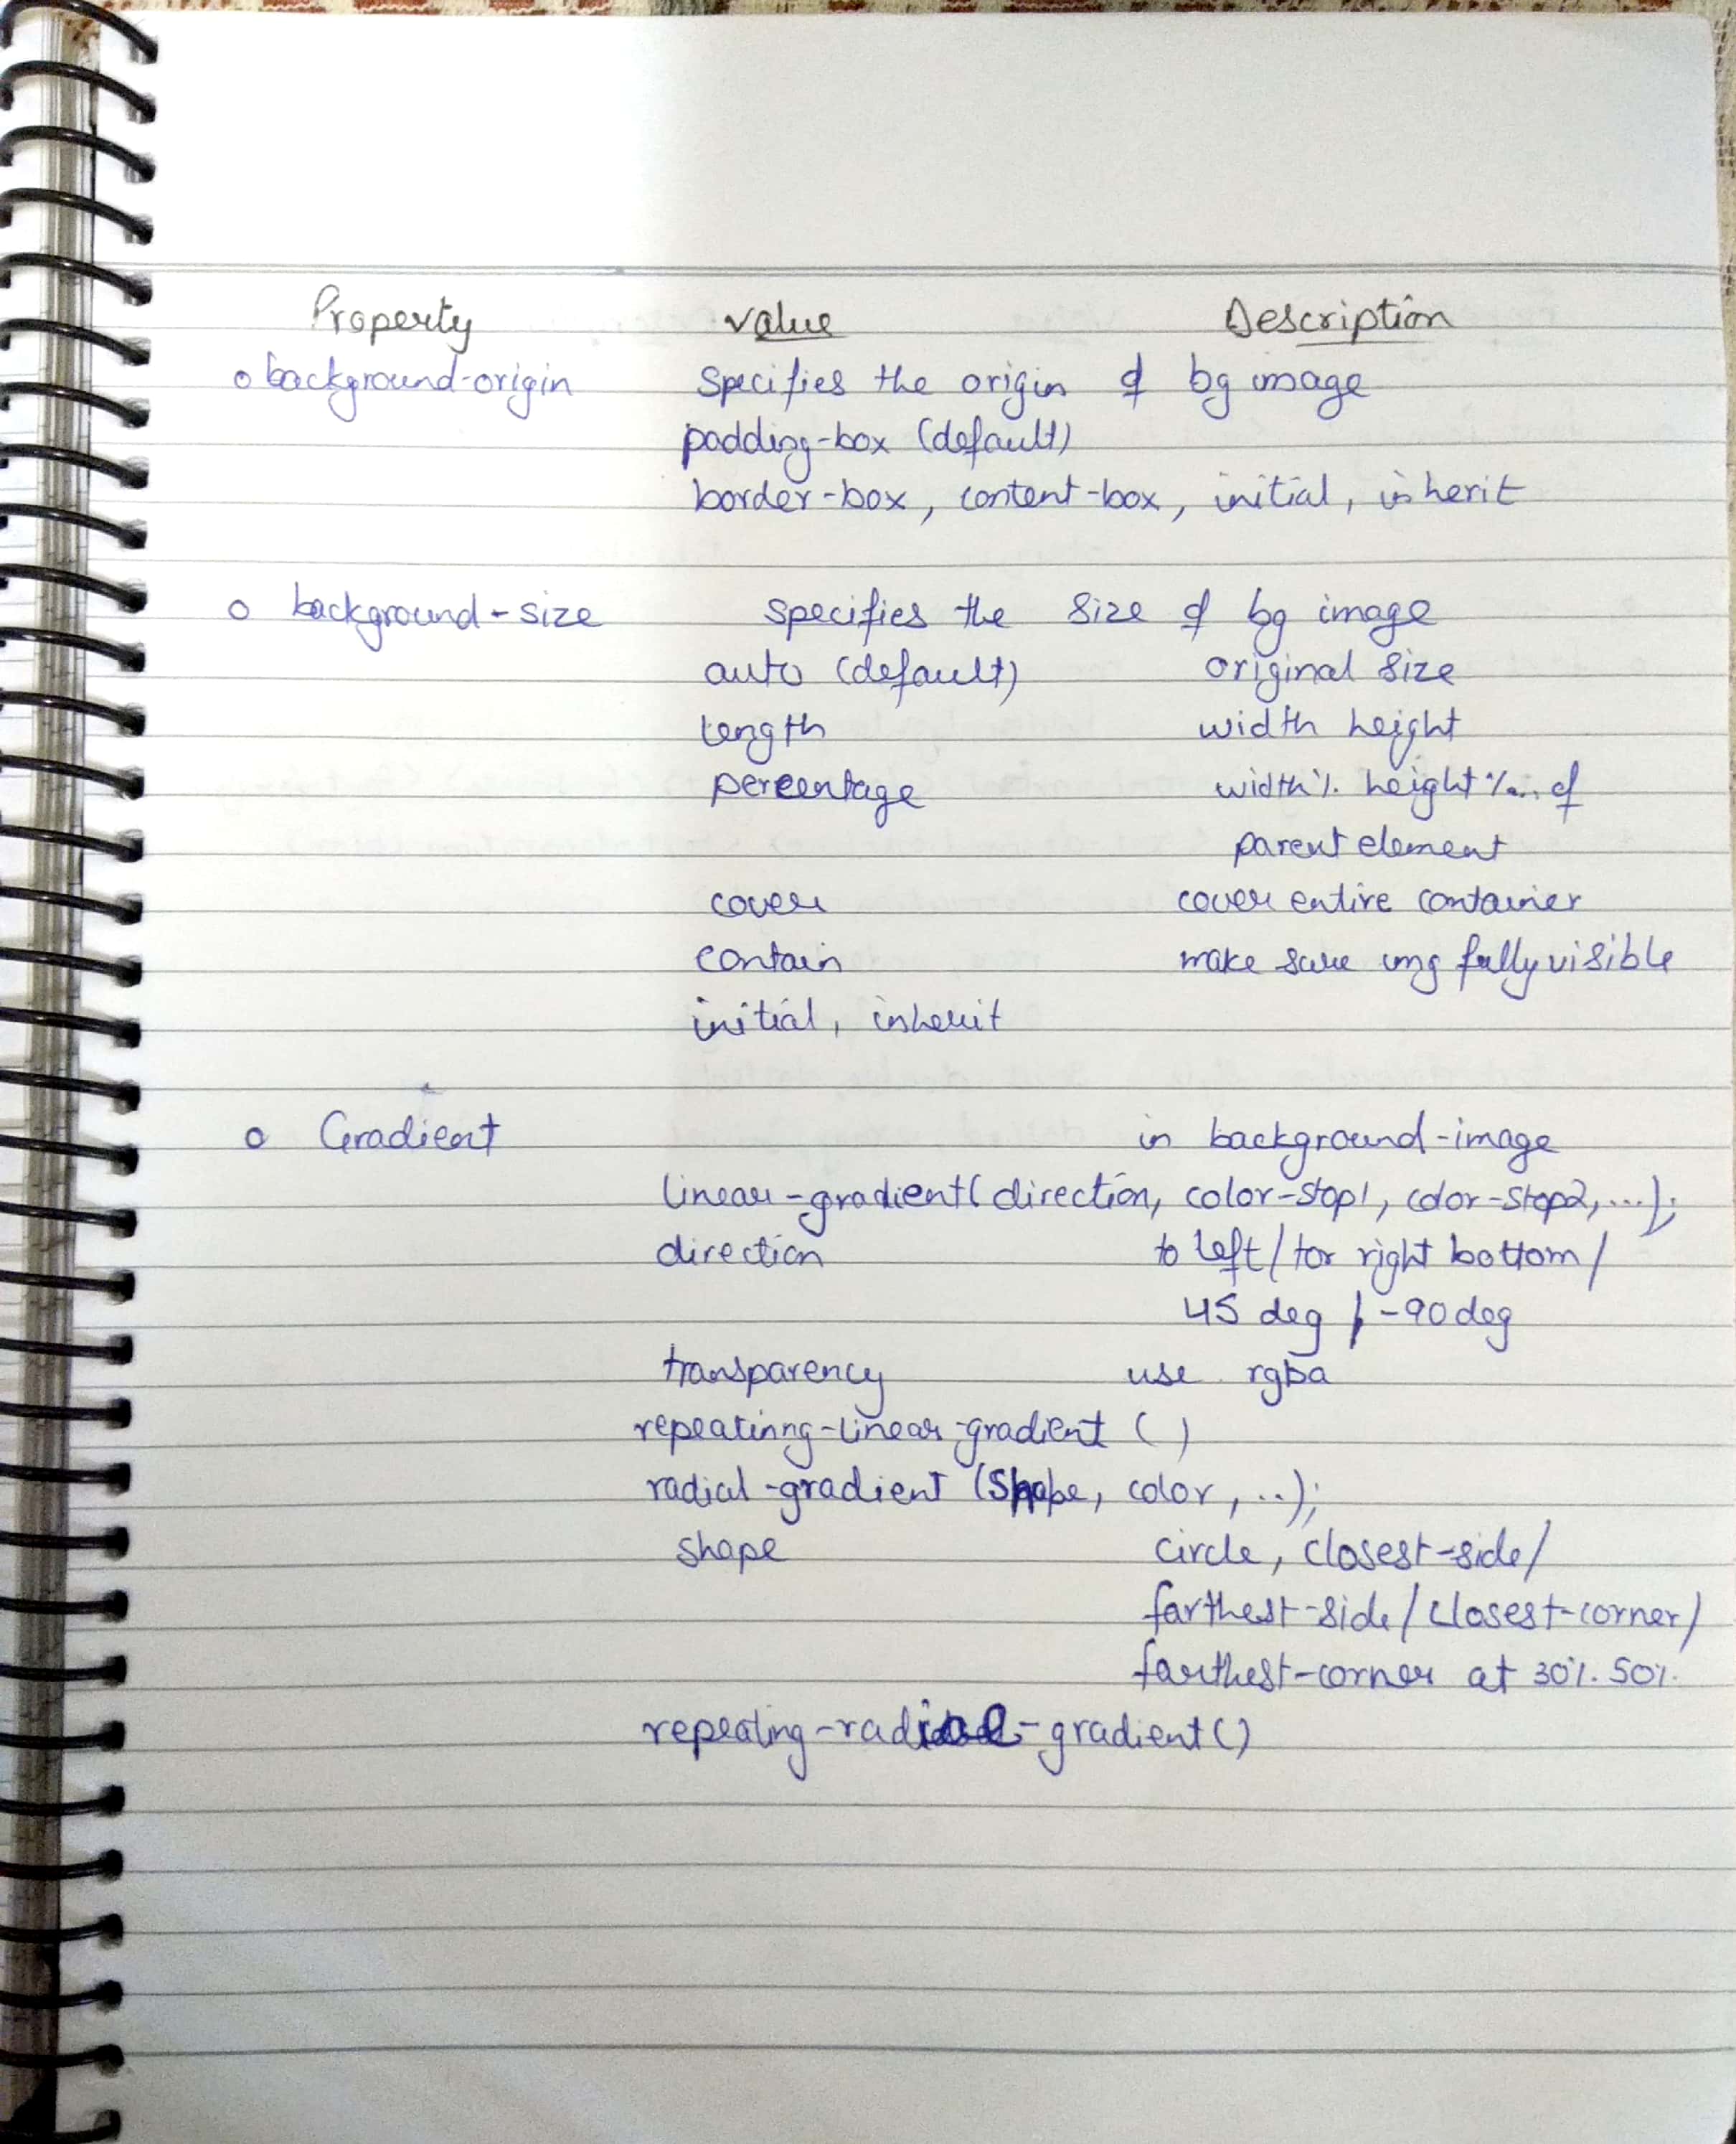 Property value Description
o background-origin specifies the origin of bg image
padding-box (default)
border-box, content-box, initial, inherit
o background-size specifies the size of bg image
auto (default) original size
length width height
percentage width% height% of
parent element
cover cover entire container
contain make sure img fully visible
initial, inherit
o Gradient in background-image
linear-gradient(direction, color-stop1, color-stop2,...);
direction to left/tor right bottom/
45 deg / -90deg
transparency use rgba
repeatinng-linear-gradient ()
radial-gradient (shape, color, ..);
shape circle, closest-side/
farthest-side/closest-corner/
farthest-corner at 30% 50%
repeating-radial-gradient()